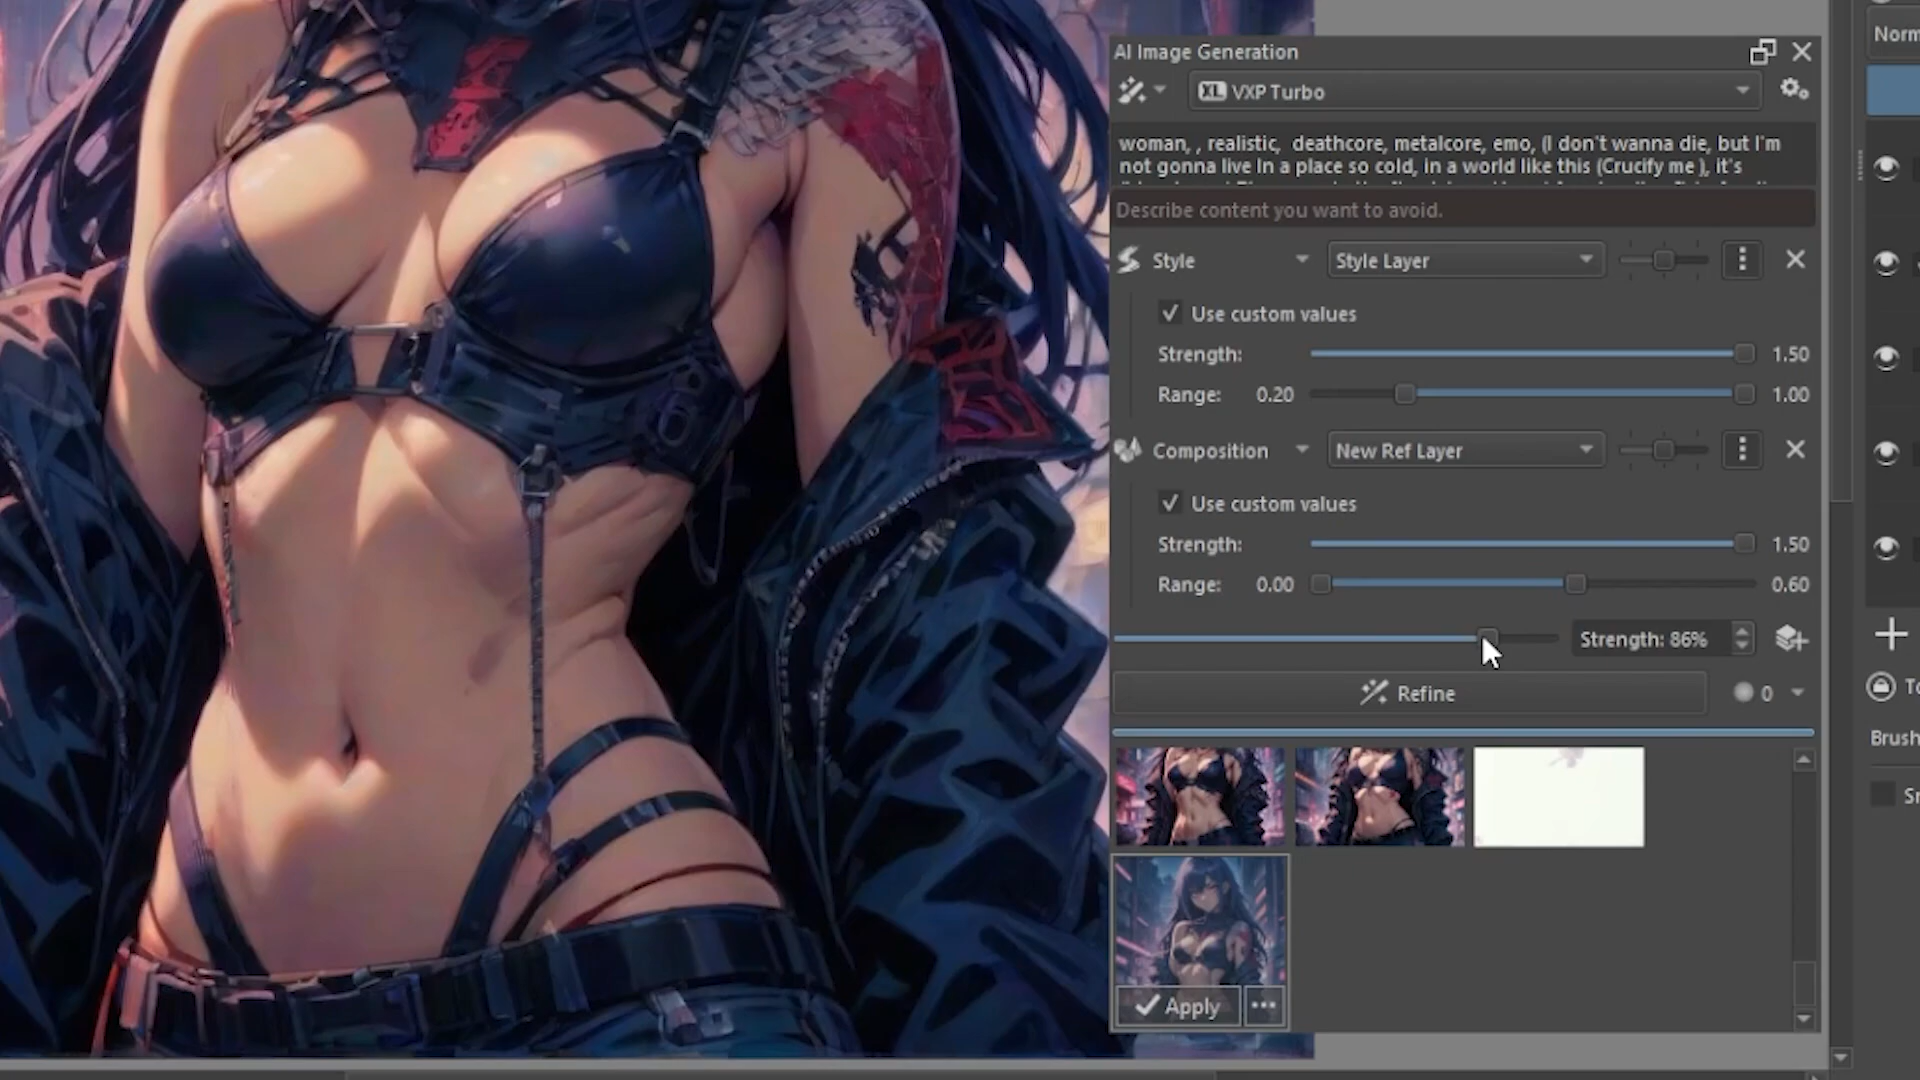 AI Image Generation
XL VXP Turbo
woman, , realistic, deathcore, metalcore, emo, (I don't wanna die, but I'm
not gonna live In a place so cold, in a world like this (Crucify me ), it's
Describe content you want to avoid.
Style
Style Layer
Use custom values
Strength: 1.50
Range: 0.20 1.00
Composition
New Ref Layer
Use custom values
Strength: 1.50
Range: 0.00 0.60
Strength: 86%
Refine
0
Apply
Norm
Brush